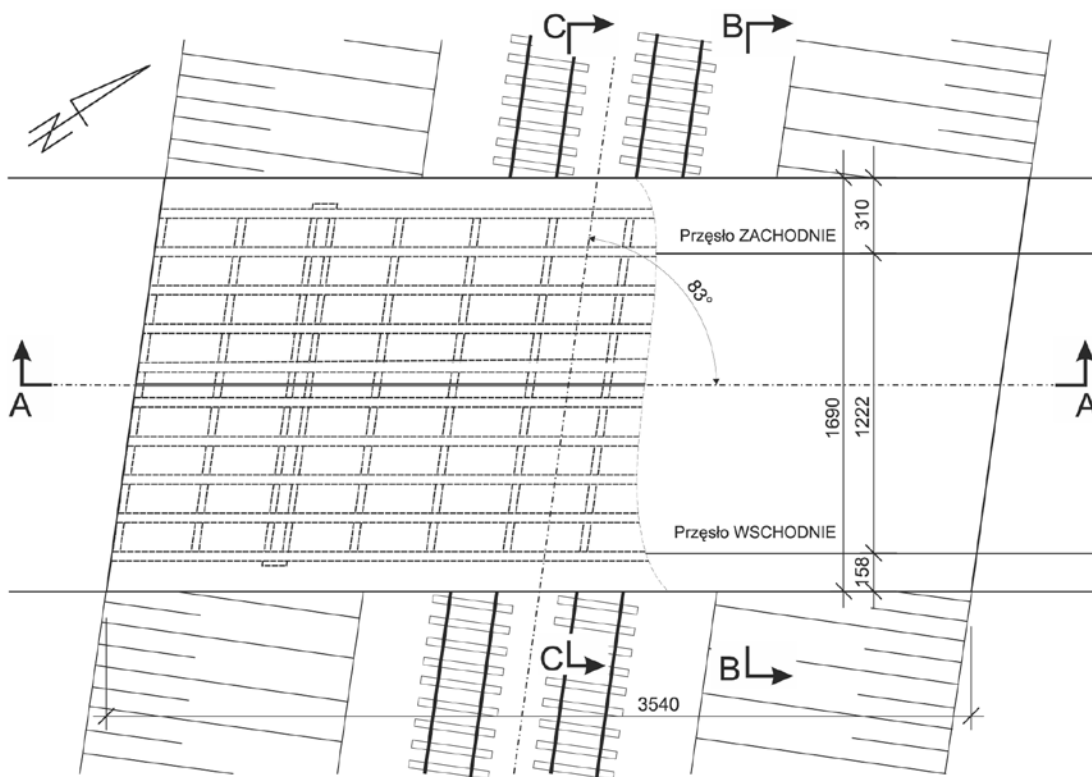 C B
N
310
Przęsło ZACHODNIE
83°
A A
1690 1222
Przęsło WSCHODNIE
158
C B
3540